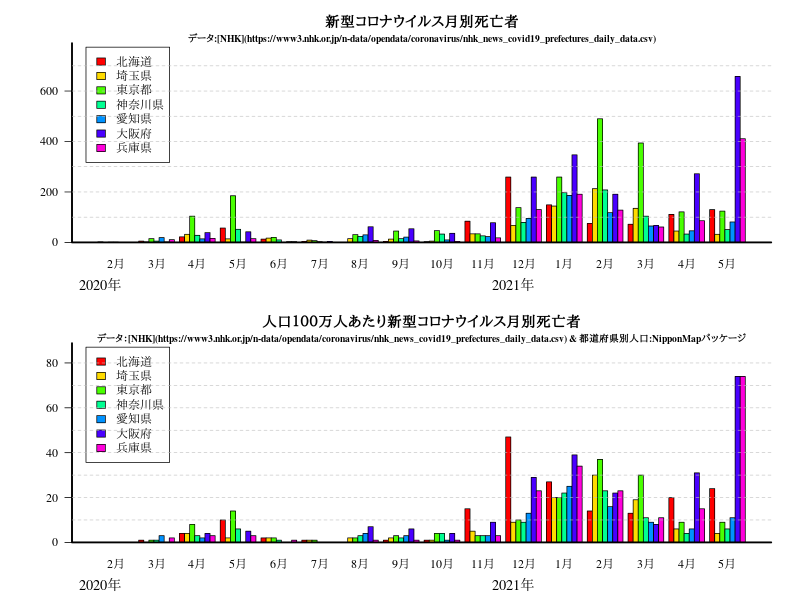 新型コロナウイルス月別死亡者
データ:[NHK](https://www3.nhk.or.jp/n-data/opendata/coronavirus/nhk_news_covid19_prefectures_daily_data.csv)
北海道
埼玉県
東京都
神奈川県
愛知県
大阪府
兵庫県
600
400
200
0
2月 3月 4月 5月 6月 7月 8月 9月 10月 11月 12月 1月 2月 3月 4月 5月
2020年 2021年
人口100万人あたり新型コロナウイルス月別死亡者
データ:[NHK](https://www3.nhk.or.jp/n-data/opendata/coronavirus/nhk_news_covid19_prefectures_daily_data.csv) & 都道府県別人口:NipponMapパッケージ
北海道
埼玉県
東京都
神奈川県
愛知県
大阪府
兵庫県
80
60
40
20
0
2月 3月 4月 5月 6月 7月 8月 9月 10月 11月 12月 1月 2月 3月 4月 5月
2020年 2021年